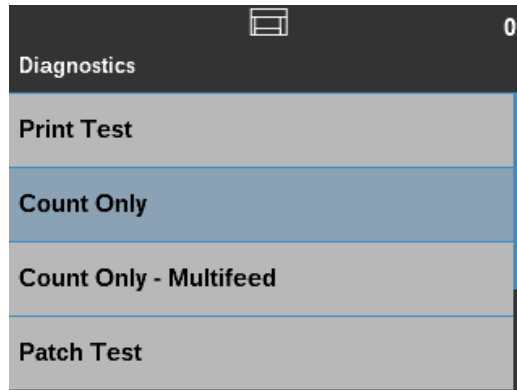 0
Diagnostics
Print Test
Count Only
Count Only - Multifeed
Patch Test